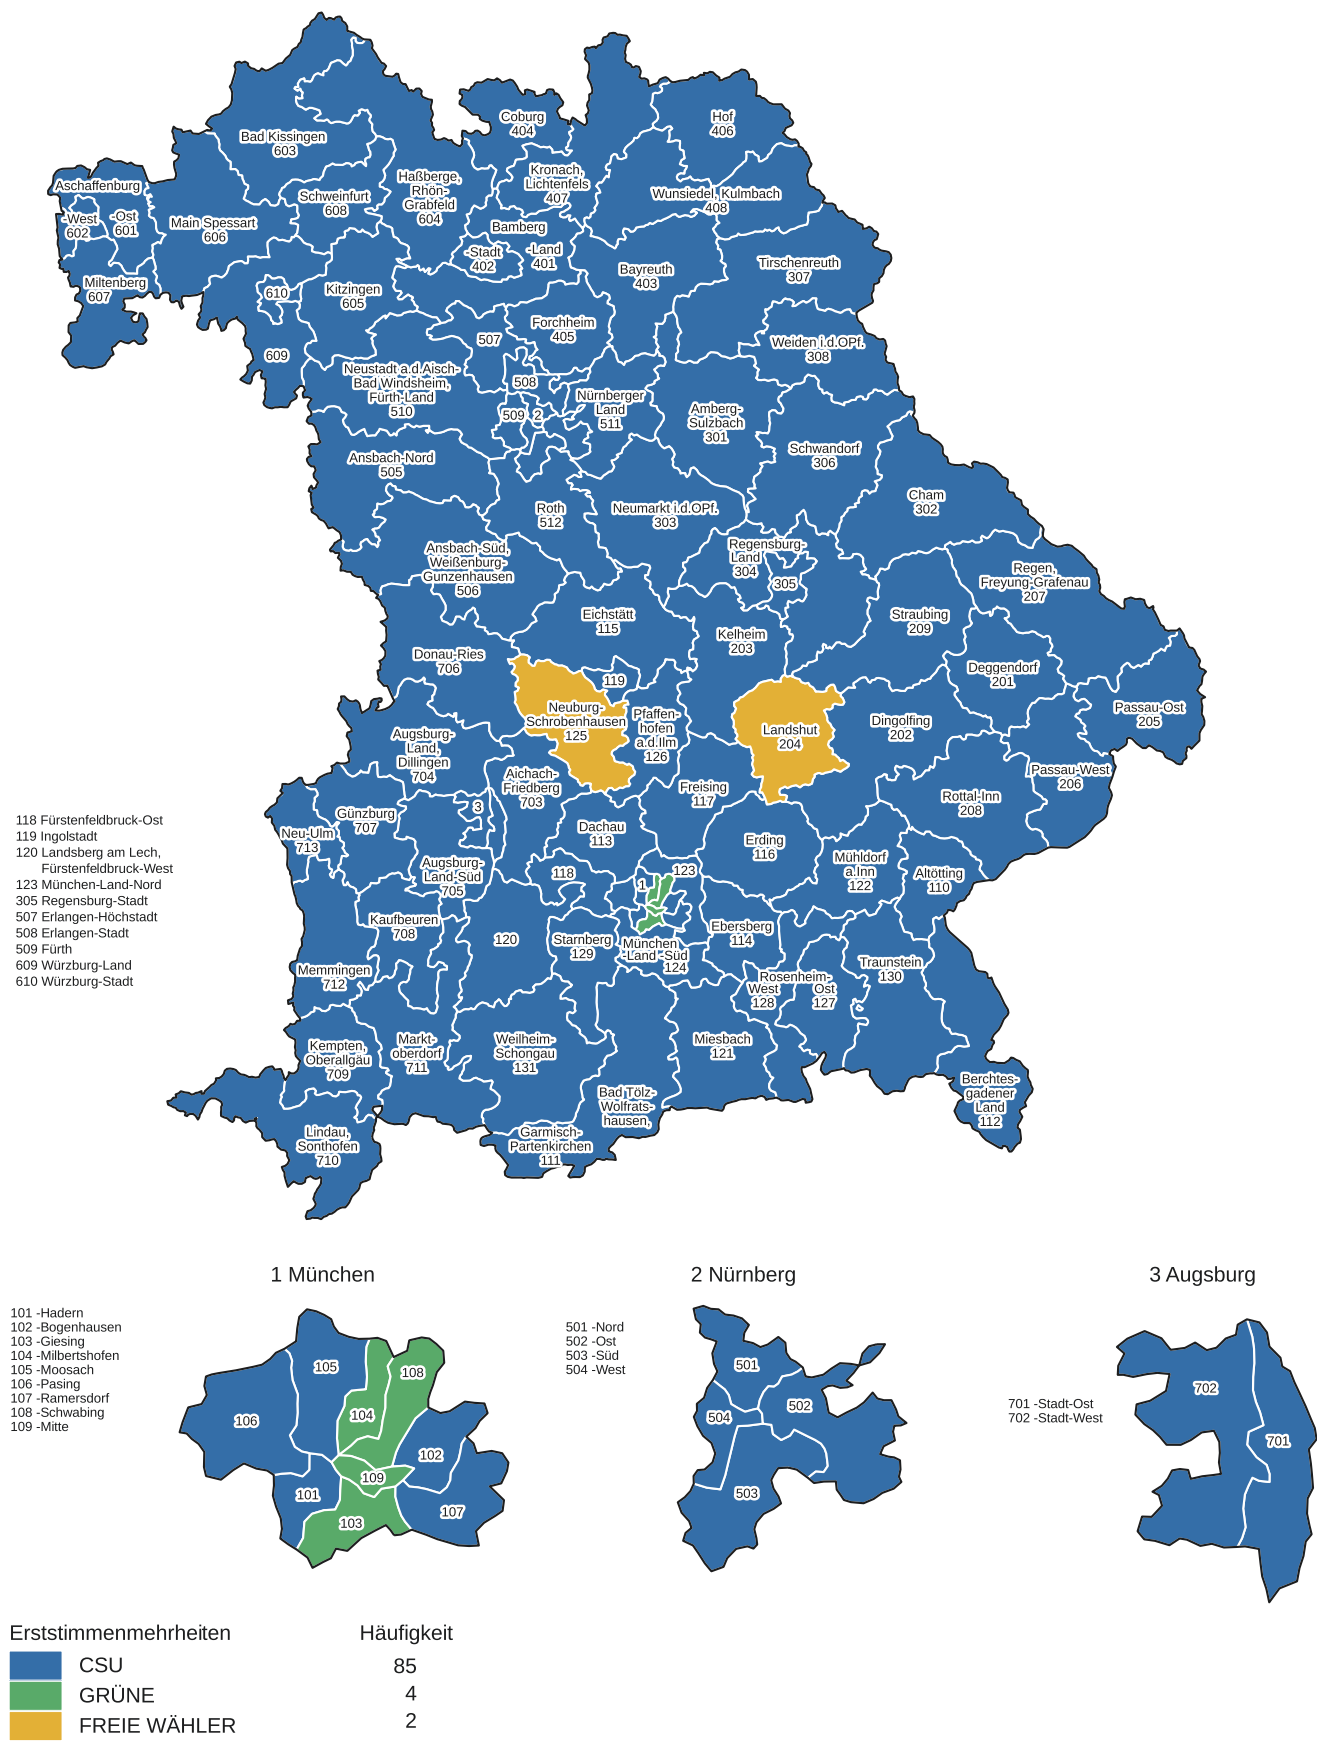 Coburg
404
Hof
406
Bad Kissingen
603
Kronach,
Lichtenfels
407
Haßberge,
Rhön-
Grabfeld
604
Aschaffenburg
-West
602
-Ost
601
Schweinfurt
608
Wunsiedel, Kulmbach
408
Main Spessart
606
Bamberg
-Stadt
402
-Land
401
Bayreuth
403
Tirschenreuth
307
Miltenberg
607
610
Kitzingen
605
Forchheim
405
507
Weiden i.d.OPf.
308
609
Neustadt a.d.Aisch-
Bad Windsheim,
Fürth-Land
510
508
509
2
Nürnberger
Land
511
Amberg-
Sulzbach
301
Schwandorf
306
Ansbach-Nord
505
Cham
302
Roth
512
Neumarkt i.d.OPf.
303
Regensburg-
Land
304
305
Ansbach-Süd,
Weißenburg-
Gunzenhausen
506
Regen,
Freyung-Grafenau
207
Eichstätt
115
Straubing
209
Kelheim
203
Donau-Ries
706
Deggendorf
201
119
Neuburg-
Schrobenhausen
125
Pfaffen-
hofen
a.d.Ilm
126
Landshut
204
Dingolfing
202
Passau-Ost
205
Augsburg-
Land,
Dillingen
704
Passau-West
206
Aichach-
Friedberg
703
Freising
117
Rottal-Inn
208
3
Günzburg
707
Neu-Ulm
713
Dachau
113
Erding
116
Augsburg-
Land-Süd
705
118
1
123
Mühldorf
a.Inn
122
Altötting
110
Kaufbeuren
708
120
Starnberg
129
München
-Land -Süd
124
Ebersberg
114
Memmingen
712
Rosenheim-
West
128
Ost
127
Traunstein
130
Kempten,
Oberallgäu
709
Markt-
oberdorf
711
Weilheim-
Schongau
131
Miesbach
121
Bad Tölz-
Wolfrats-
hausen,
Garmisch-
Partenkirchen
111
Berchtes-
gadener
Land
112
Lindau,
Sonthofen
710
118 Fürstenfeldbruck-Ost
119 Ingolstadt
120 Landsberg am Lech,
Fürstenfeldbruck-West
123 München-Land-Nord
305 Regensburg-Stadt
507 Erlangen-Höchstadt
508 Erlangen-Stadt
509 Fürth
609 Würzburg-Land
610 Würzburg-Stadt
1 München
101 -Hadern
102 -Bogenhausen
103 -Giesing
104 -Milbertshofen
105 -Moosach
106 -Pasing
107 -Ramersdorf
108 -Schwabing
109 -Mitte
105
108
106
104
102
109
101
107
103
2 Nürnberg
501 -Nord
502 -Ost
503 -Süd
504 -West
501
502
504
503
3 Augsburg
701 -Stadt-Ost
702 -Stadt-West
702
701
Erststimmenmehrheiten Häufigkeit
CSU 85
GRÜNE 4
FREIE WÄHLER 2